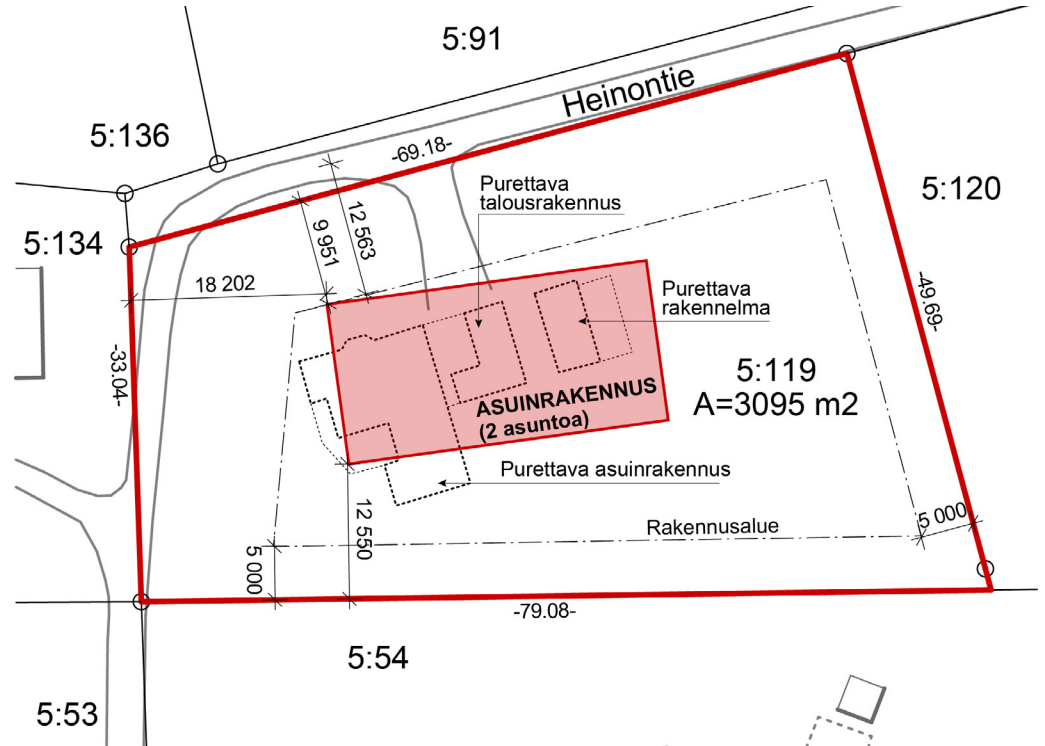 5:91
Heinontie
5:136
-69.18-
Purettava
talousrakennus
5:120
5:134
12 563
9 951
18 202
Purettava
rakennelma
-49.69-
-33.04-
5:119
A=3095 m2
ASUINRAKENNUS
(2 asuntoa)
Purettava asuinrakennus
12 550
5 000
Rakennusalue
5 000
-79.08-
5:54
5:53